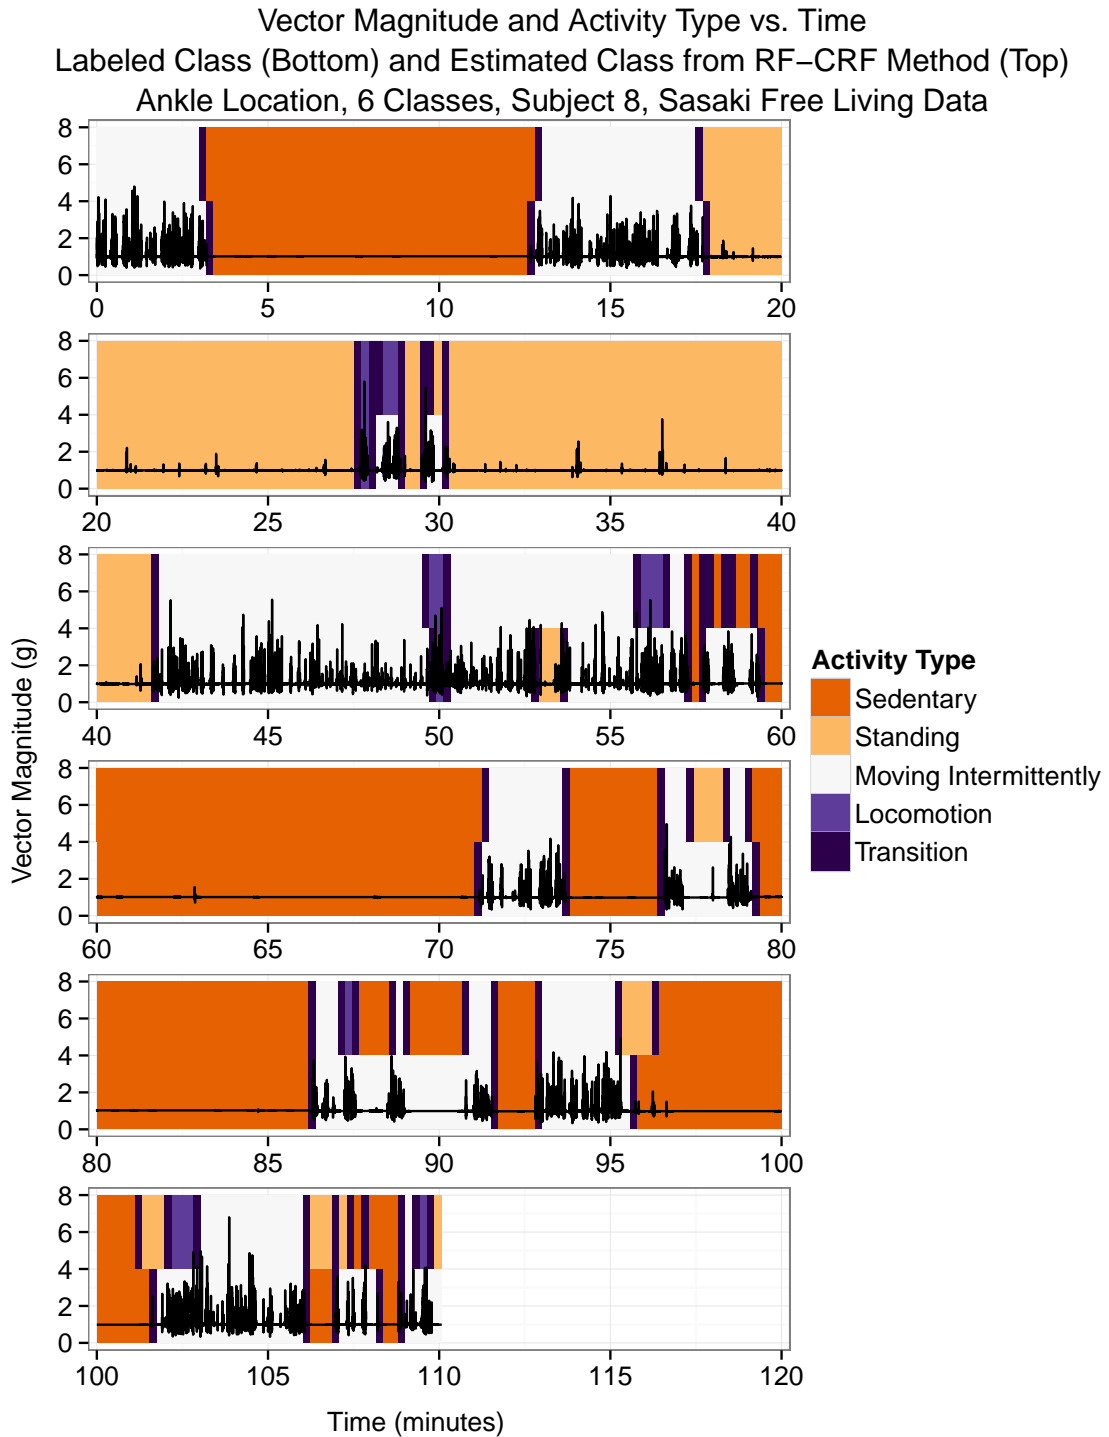 Vector Magnitude and Activity Type vs. Time
Labeled Class (Bottom) and Estimated Class from RF−CRF Method (Top)
Ankle Location, 6 Classes, Subject 8, Sasaki Free Living Data
8
6
4
2
0
0 5 10 15 20
8
6
4
2
0
20 25 30 35 40
8
6
4
2
0
40 45 50 55 60
8
6
4
2
0
60 65 70 75 80
8
6
4
2
0
80 85 90 95 100
8
6
4
2
0
100 105 110 115 120
Time (minutes)
Vector Magnitude (g)
Activity Type
Sedentary
Standing
Moving Intermittently
Locomotion
Transition